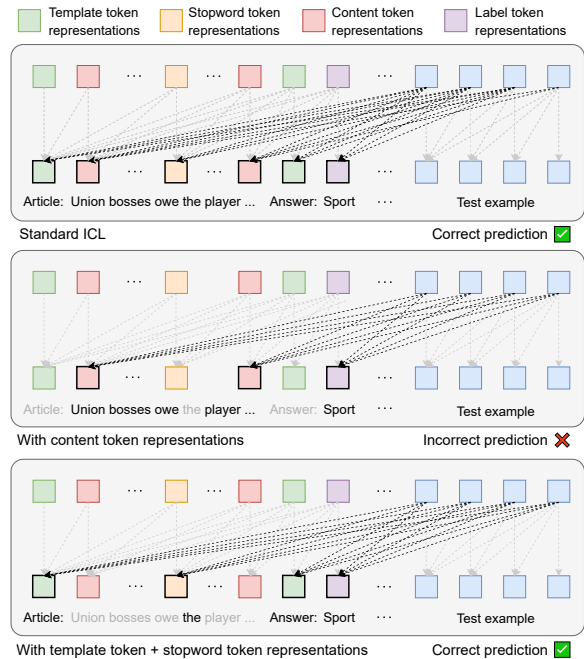 Template token representations
Stopword token representations
Content token representations
Label token representations
... ... ...
Article: Union bosses owe the player ... Answer: Sport ... Test example
Standard ICL Correct prediction ✓
... ... ...
Article: Union bosses owe the player ... Answer: Sport ... Test example
With content token representations Incorrect prediction ✗
... ... ...
Article: Union bosses owe the player ... Answer: Sport ... Test example
With template token + stopword token representations Correct prediction ✓